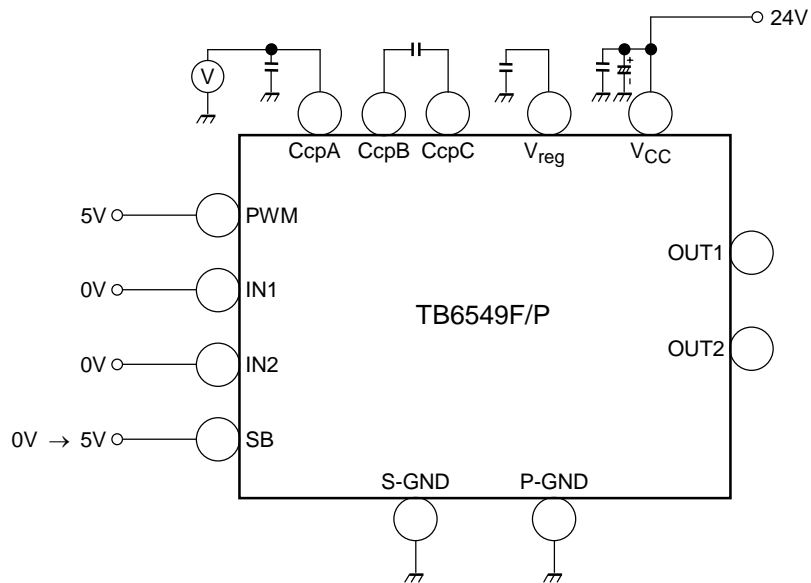 24V
V
CcpA CcpB CcpC Vreg VCC
5V PWM
0V IN1
0V IN2
0V → 5V SB
OUT1
TB6549F/P
OUT2
S-GND P-GND